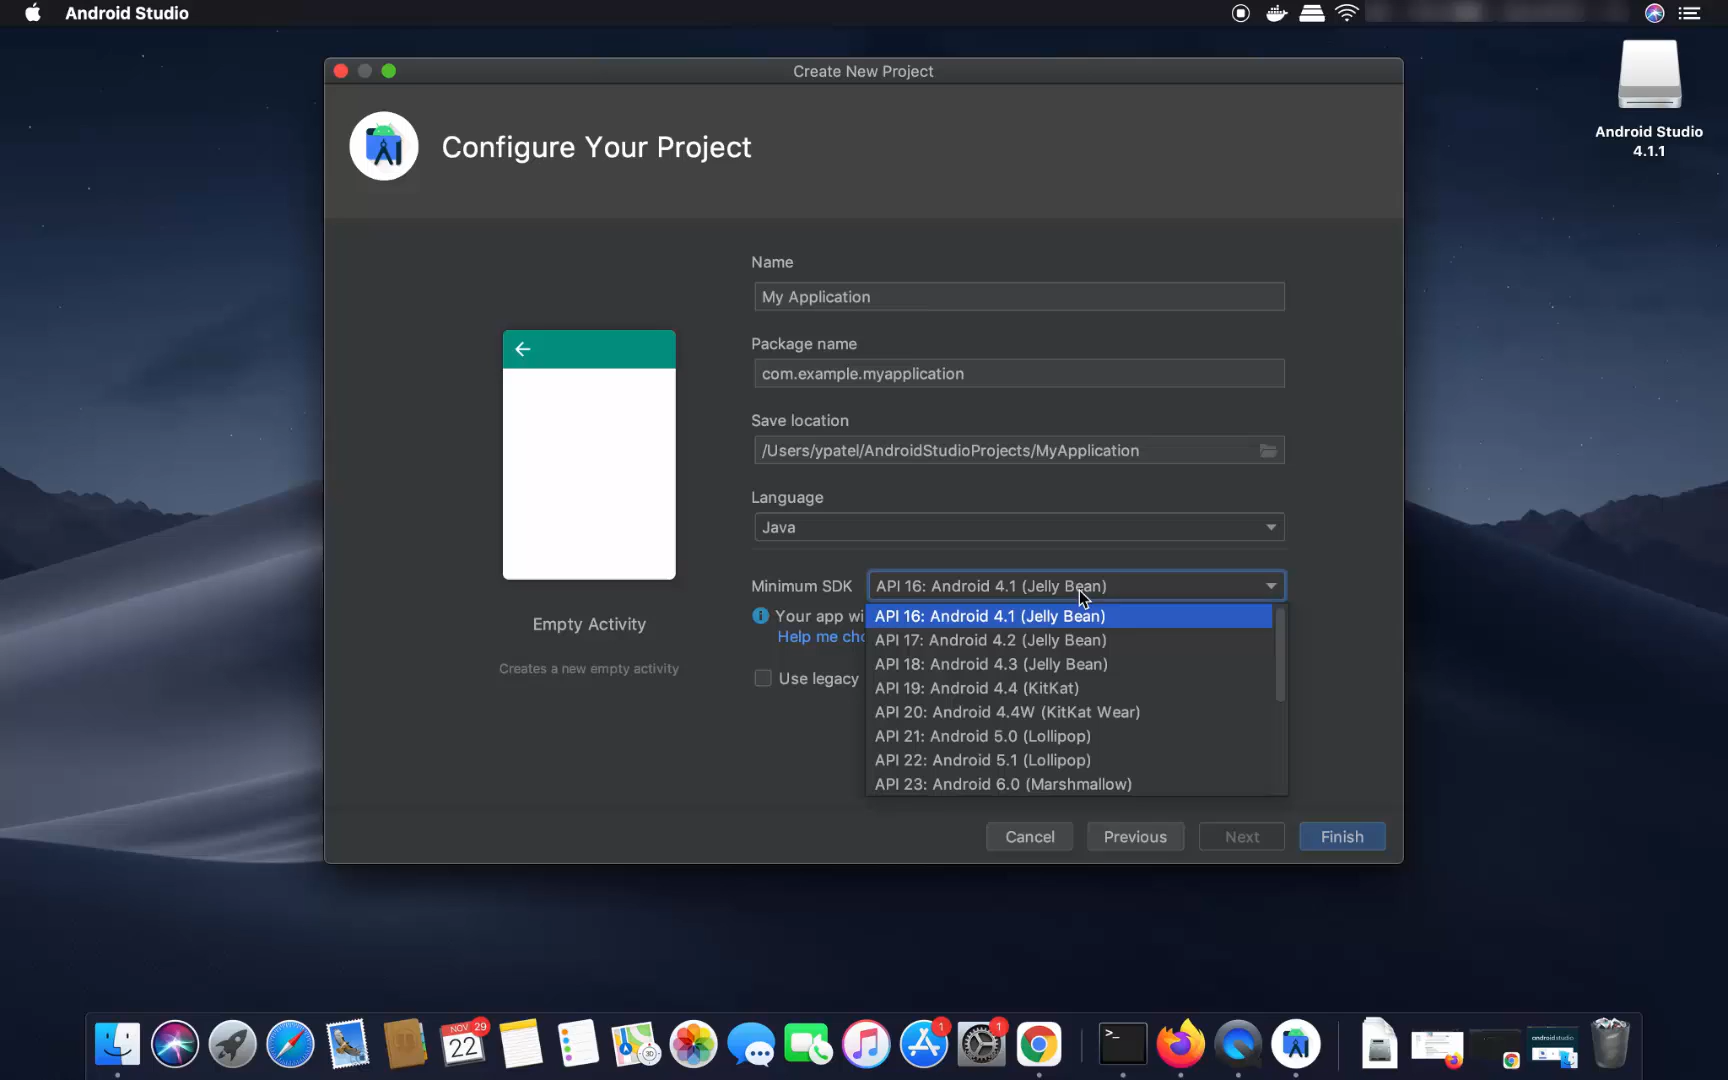 Android Studio
Create New Project
Android Studio
4.1.1
Configure Your Project
Name
My Application
Package name
com.example.myapplication
Save location
/Users/ypatel/AndroidStudioProjects/MyApplication
Language
Java
Minimum SDK API 16: Android 4.1 (Jelly Bean)
Your app wi
Help me cho
Use legacy
API 16: Android 4.1 (Jelly Bean)
API 17: Android 4.2 (Jelly Bean)
API 18: Android 4.3 (Jelly Bean)
API 19: Android 4.4 (KitKat)
API 20: Android 4.4W (KitKat Wear)
API 21: Android 5.0 (Lollipop)
API 22: Android 5.1 (Lollipop)
API 23: Android 6.0 (Marshmallow)
Empty Activity
Creates a new empty activity
Cancel Previous Next Finish
NOV 29
22
3D
1
1
>_
androidstudio